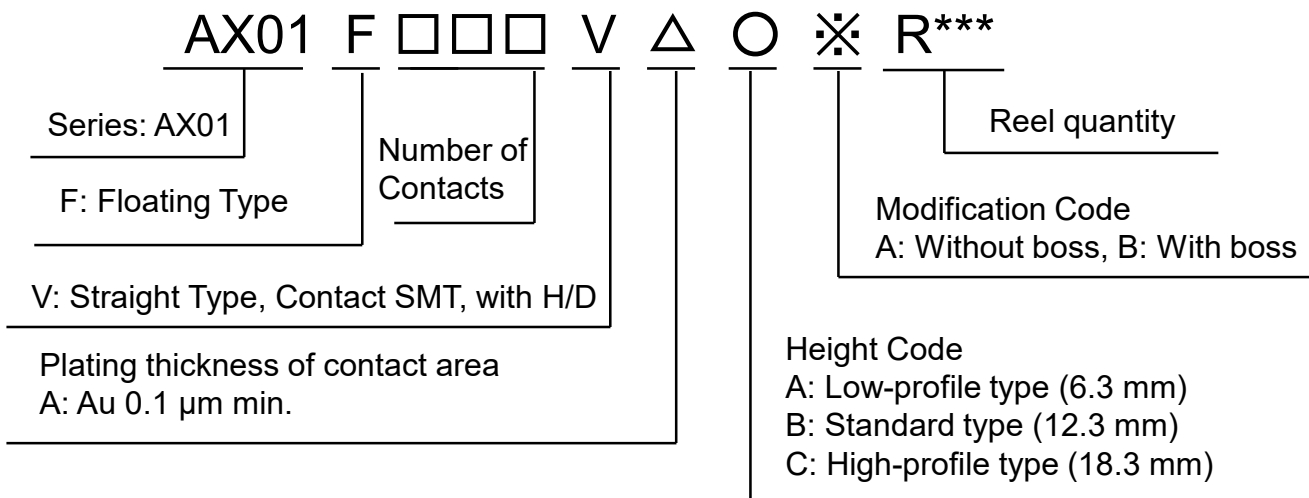 AX01 F □□□ V △ ○ ※ R***
Series: AX01
Reel quantity
Number of
Contacts
F: Floating Type
Modification Code
A: Without boss, B: With boss
V: Straight Type, Contact SMT, with H/D
Plating thickness of contact area
A: Au 0.1 μm min.
Height Code
A: Low-profile type (6.3 mm)
B: Standard type (12.3 mm)
C: High-profile type (18.3 mm)